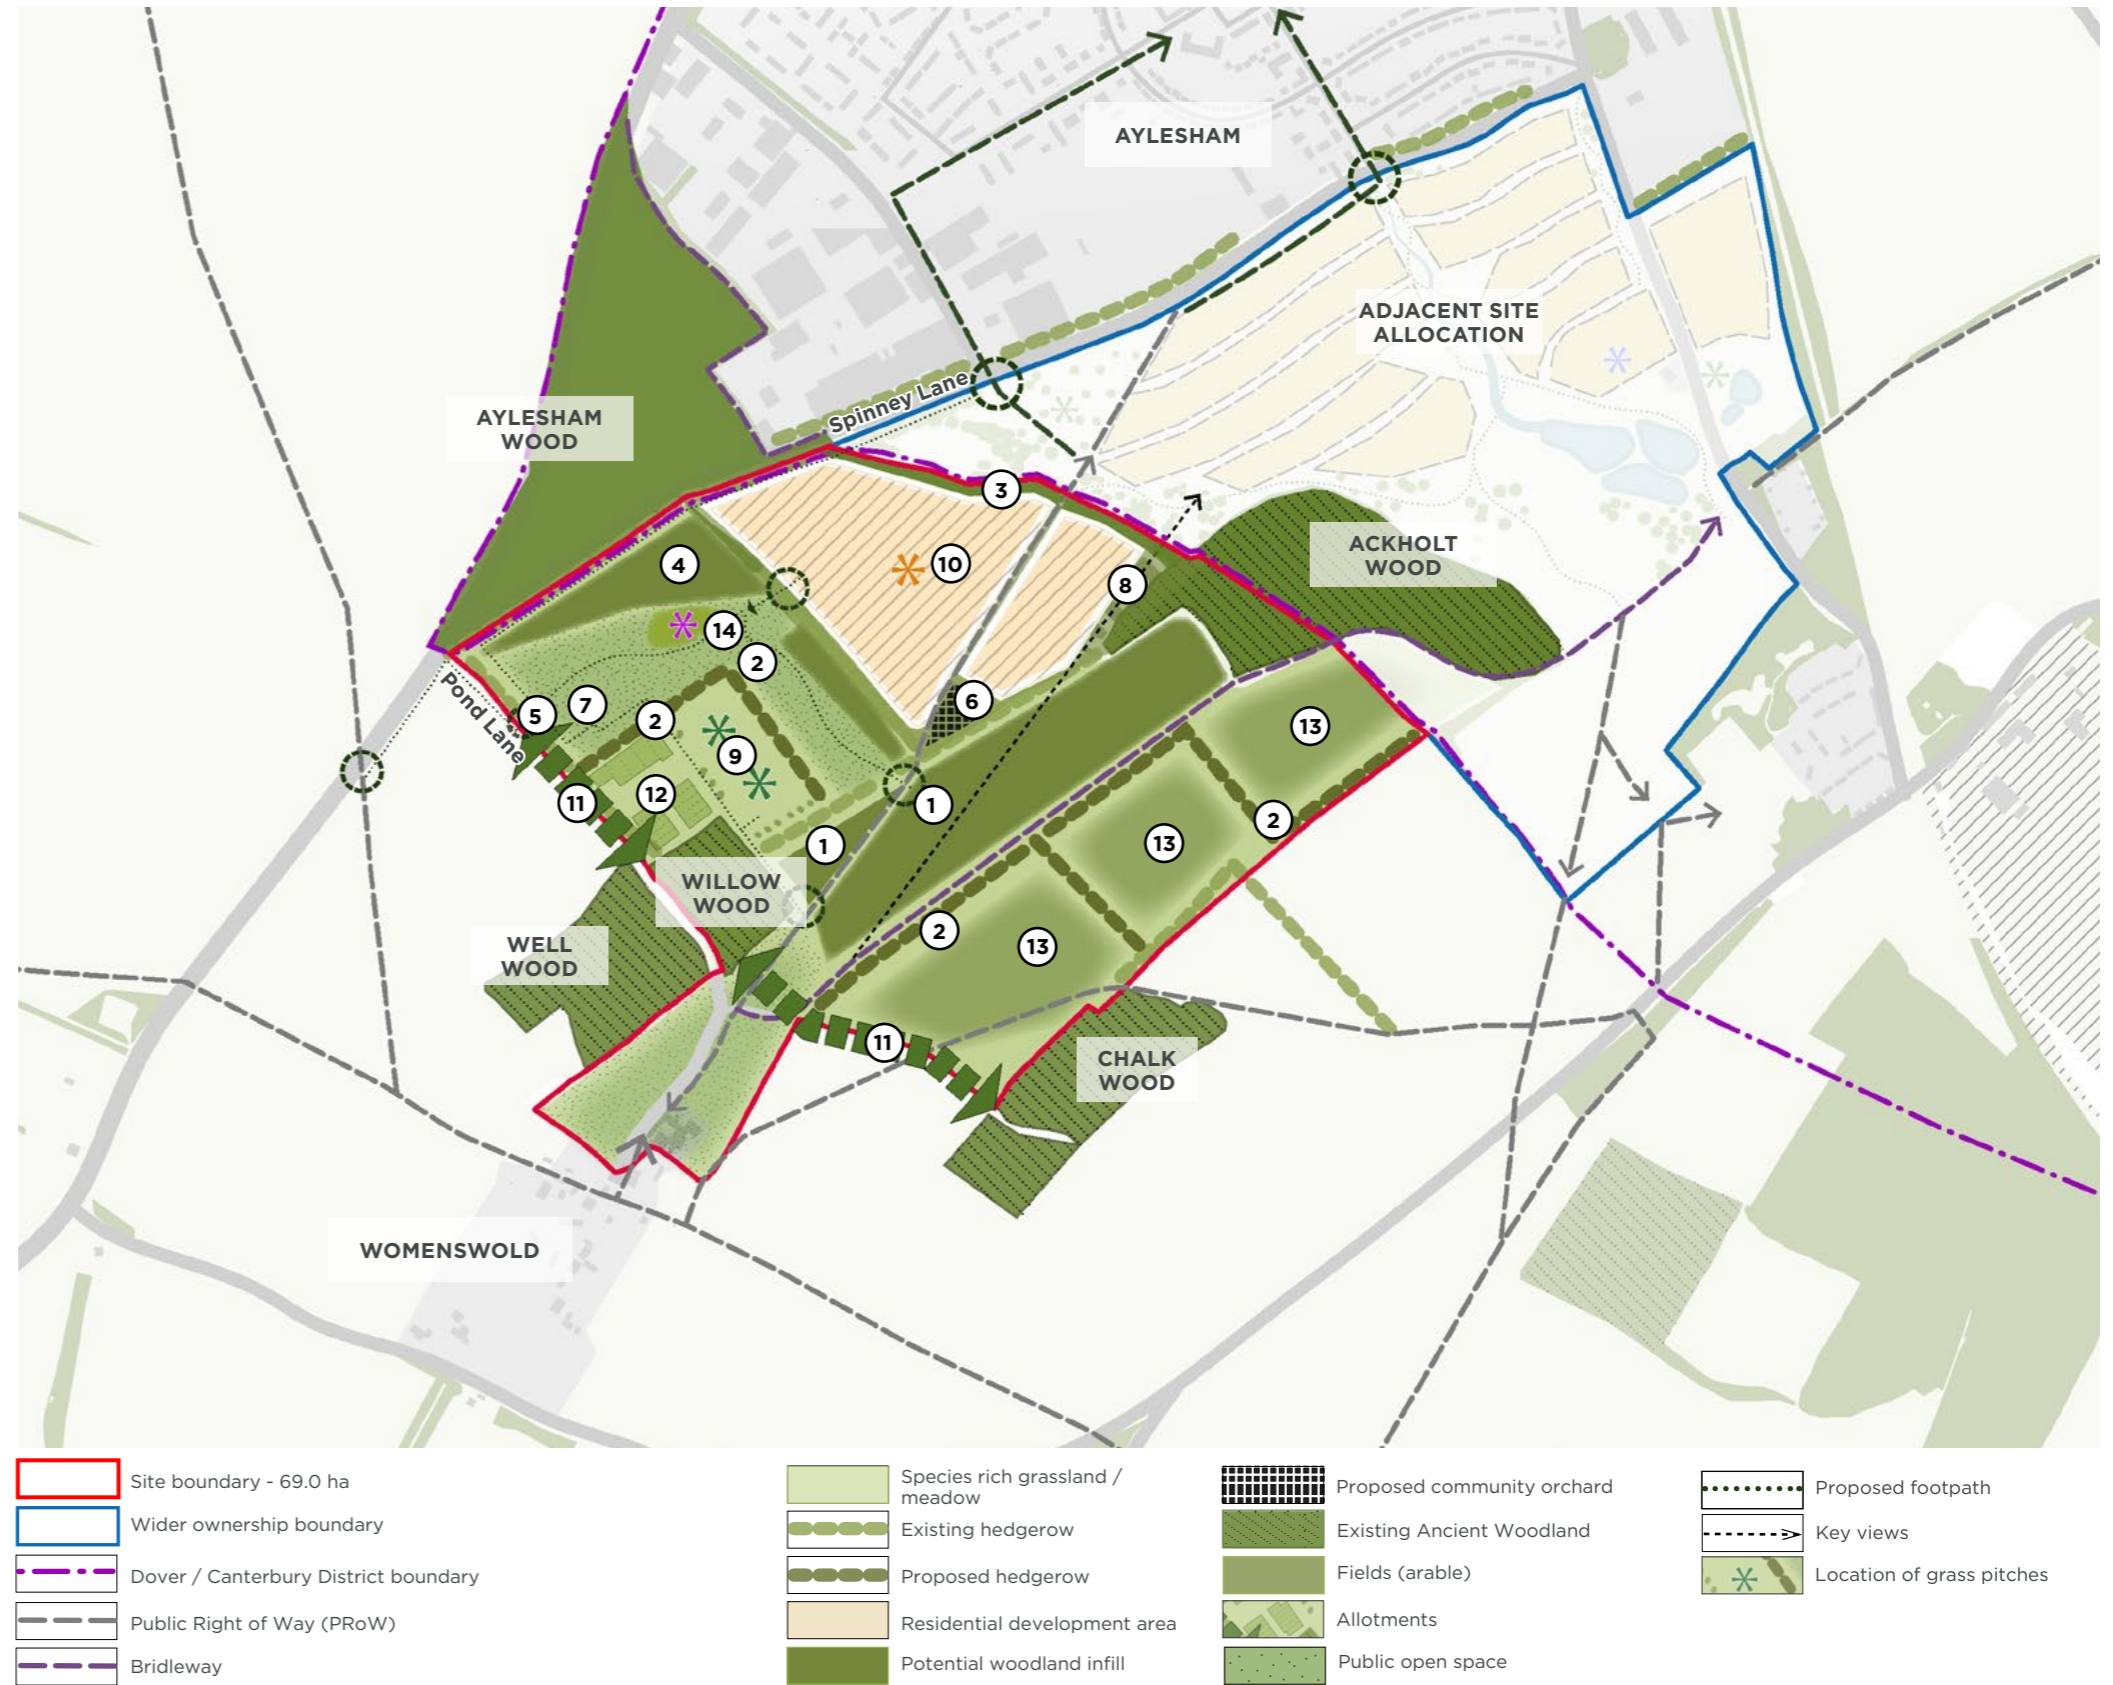 AYLESHAM
ADJACENT SITE
ALLOCATION
Spinney Lane
AYLESHAM
WOOD
3
ACKHOLT
WOOD
4
10
8
14
2
Pond Lane
5
7
2
6
13
9
11
12
1
2
1
13
WILLOW
WOOD
WELL
WOOD
2
13
11
CHALK
WOOD
WOMENSWOLD
Site boundary - 69.0 ha
Wider ownership boundary
Dover / Canterbury District boundary
Public Right of Way (PRoW)
Bridleway
Species rich grassland /
meadow
Existing hedgerow
Proposed hedgerow
Residential development area
Potential woodland infill
Proposed community orchard
Existing Ancient Woodland
Fields (arable)
Allotments
Public open space
Proposed footpath
Key views
Location of grass pitches